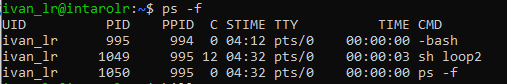 ivan_lr@intarolr:~$ ps -f
UID          PID    PPID  C STIME TTY          TIME CMD
ivan_lr      995     994  0 04:12 pts/0    00:00:00 -bash
ivan_lr     1049     995 12 04:32 pts/0    00:00:03 sh loop2
ivan_lr     1050     995  0 04:32 pts/0    00:00:00 ps -f